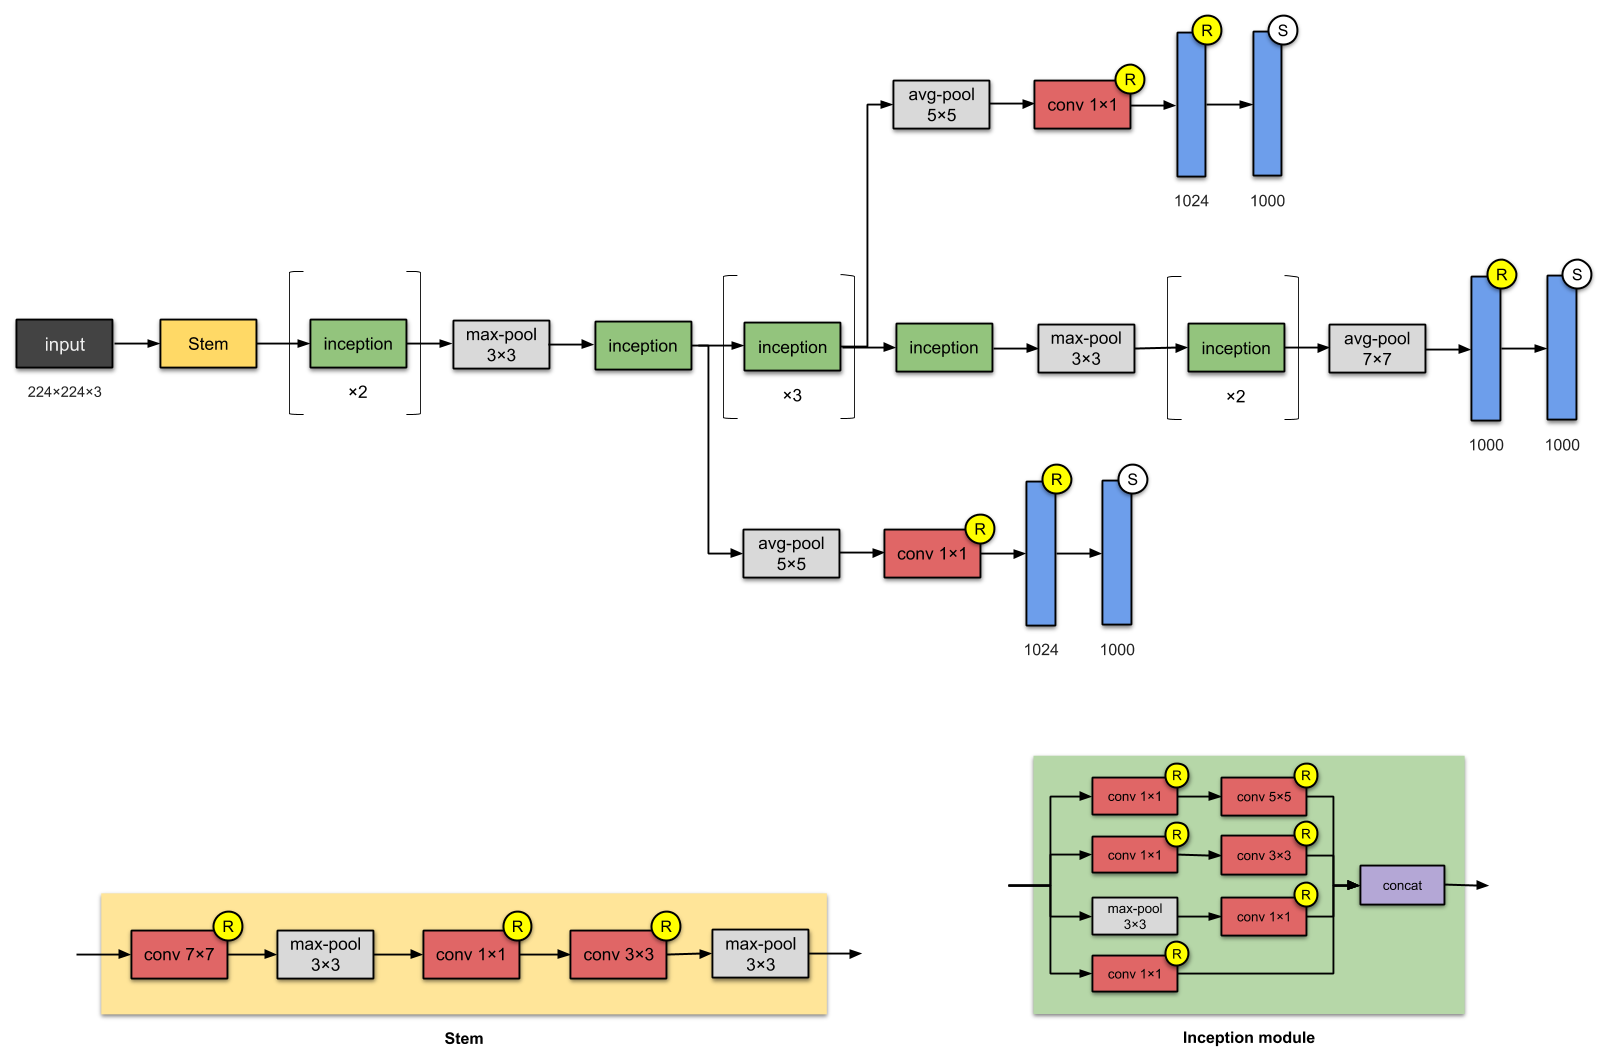 R
S
avg-pool
5×5
R
conv 1×1
1024
1000
input
224×224×3
Stem
inception
×2
max-pool
3×3
inception
inception
×3
inception
max-pool
3×3
inception
×2
avg-pool
7×7
R
S
1000
1000
avg-pool
5×5
R
conv 1×1
R
S
1024
1000
R
conv 7×7
max-pool
3×3
R
conv 1×1
R
conv 3×3
max-pool
3×3
Stem
R
conv 1×1
R
conv 5×5
R
conv 1×1
R
conv 3×3
max-pool
3×3
R
conv 1×1
R
conv 1×1
concat
Inception module